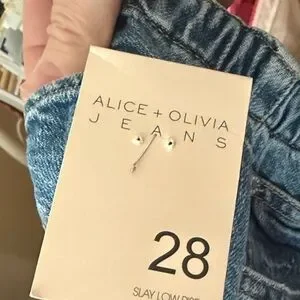 ALICE + OLIVIA
JEANS
28
SLAY LOW